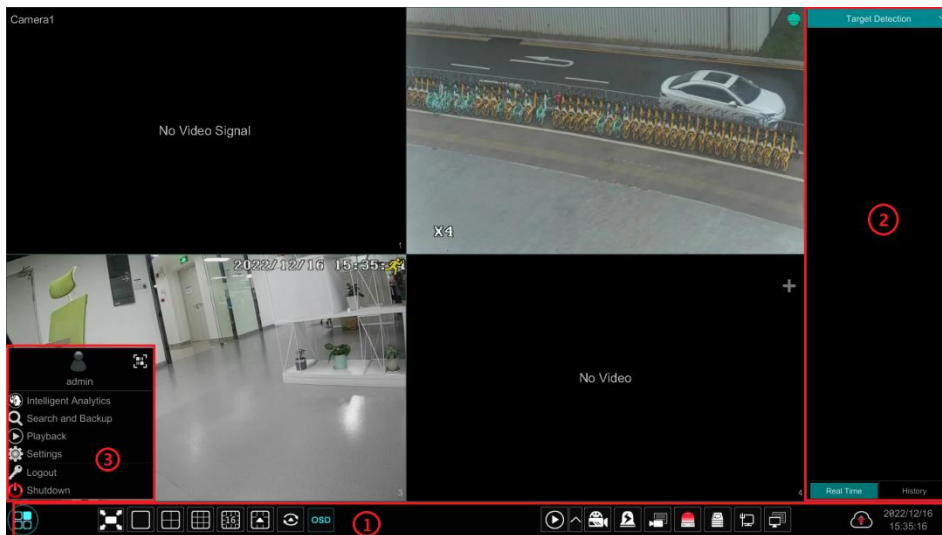 Camera1
No Video Signal
1
X4
Target Detection
2
2022/12/16 15:35:
admin
Intelligent Analytics
Search and Backup
Playback
Settings
Logout
Shutdown
3
3
No Video
4
Real Time
History
16
OSD
1
2022/12/16
15:35:16